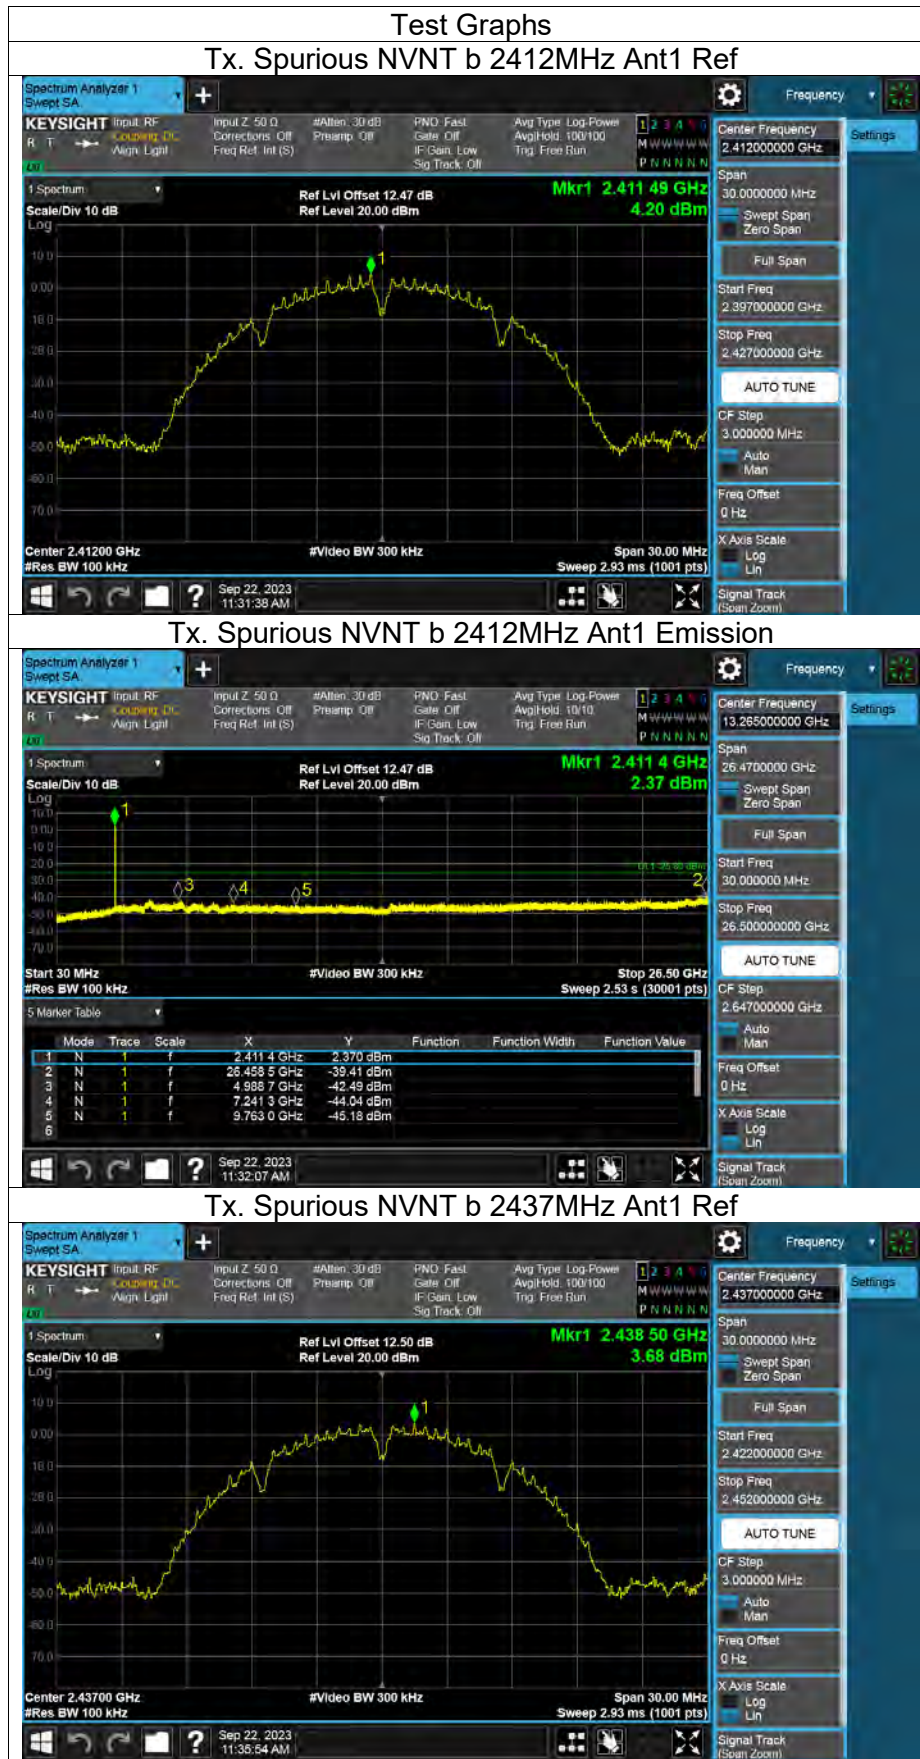 Test Graphs
Tx. Spurious NVNT b 2412MHz Ant1 Ref
Spectrum Analyzer 1
Swept SA
+
Frequency
KEYSIGHT Input: RF
Coupling: DC
Align: Light
R T
Input Z: 50 Ω
Corrections: Off
Freq Ref: Int (S)
#Atten: 30 dB
Preamp: Off
PNO: Fast
Gate: Off
IF Gain: Low
Sig Track: Off
Avg Type: Log-Power
Avg|Hold: 100/100
Trig: Free Run
1 2 3 4 5 6
M W W W W W
P N N N N N
Center Frequency
2.412000000 GHz
Settings
Span
30.0000000 MHz
Swept Span
Zero Span
Full Span
Start Freq
2.397000000 GHz
Stop Freq
2.427000000 GHz
AUTO TUNE
CF Step
3.000000 MHz
Auto
Man
Freq Offset
0 Hz
X Axis Scale
Log
Lin
Signal Track
(Span Zoom)
1 Spectrum
Scale/Div 10 dB
Log
Ref Lvl Offset 12.47 dB
Ref Level 20.00 dBm
Mkr1 2.411 49 GHz
4.20 dBm
1
Center 2.41200 GHz
#Res BW 100 kHz
#Video BW 300 kHz
Span 30.00 MHz
Sweep 2.93 ms (1001 pts)
?
Sep 22, 2023
11:31:38 AM
Tx. Spurious NVNT b 2412MHz Ant1 Emission
Spectrum Analyzer 1
Swept SA
+
Frequency
KEYSIGHT Input: RF
Coupling: DC
Align: Light
R T
Input Z: 50 Ω
Corrections: Off
Freq Ref: Int (S)
#Atten: 30 dB
Preamp: Off
PNO: Fast
Gate: Off
IF Gain: Low
Sig Track: Off
Avg Type: Log-Power
Avg|Hold: 10/10
Trig: Free Run
1 2 3 4 5 6
M W W W W W
P N N N N N
Center Frequency
13.265000000 GHz
Settings
Span
26.4700000 GHz
Swept Span
Zero Span
Full Span
Start Freq
30.000000 MHz
Stop Freq
26.500000000 GHz
AUTO TUNE
CF Step
2.647000000 GHz
Auto
Man
Freq Offset
0 Hz
X Axis Scale
Log
Lin
Signal Track
(Span Zoom)
1 Spectrum
Scale/Div 10 dB
Log
Ref Lvl Offset 12.47 dB
Ref Level 20.00 dBm
Mkr1 2.411 4 GHz
2.37 dBm
1
3 4 5 2
Start 30 MHz
#Res BW 100 kHz
#Video BW 300 kHz
Stop 26.50 GHz
Sweep 2.53 s (30001 pts)
5 Marker Table
Mode Trace Scale X Y Function Function Width Function Value
1 N 1 f 2.411 4 GHz 2.370 dBm
2 N 1 f 26.458 5 GHz -39.41 dBm
3 N 1 f 4.988 7 GHz -42.49 dBm
4 N 1 f 7.241 3 GHz -44.04 dBm
5 N 1 f 9.763 0 GHz -45.18 dBm
6
?
Sep 22, 2023
11:32:07 AM
Tx. Spurious NVNT b 2437MHz Ant1 Ref
Spectrum Analyzer 1
Swept SA
+
Frequency
KEYSIGHT Input: RF
Coupling: DC
Align: Light
R T
Input Z: 50 Ω
Corrections: Off
Freq Ref: Int (S)
#Atten: 30 dB
Preamp: Off
PNO: Fast
Gate: Off
IF Gain: Low
Sig Track: Off
Avg Type: Log-Power
Avg|Hold: 100/100
Trig: Free Run
1 2 3 4 5 6
M W W W W W
P N N N N N
Center Frequency
2.437000000 GHz
Settings
Span
30.0000000 MHz
Swept Span
Zero Span
Full Span
Start Freq
2.422000000 GHz
Stop Freq
2.452000000 GHz
AUTO TUNE
CF Step
3.000000 MHz
Auto
Man
Freq Offset
0 Hz
X Axis Scale
Log
Lin
Signal Track
(Span Zoom)
1 Spectrum
Scale/Div 10 dB
Log
Ref Lvl Offset 12.50 dB
Ref Level 20.00 dBm
Mkr1 2.438 50 GHz
3.68 dBm
1
Center 2.43700 GHz
#Res BW 100 kHz
#Video BW 300 kHz
Span 30.00 MHz
Sweep 2.93 ms (1001 pts)
?
Sep 22, 2023
11:35:54 AM